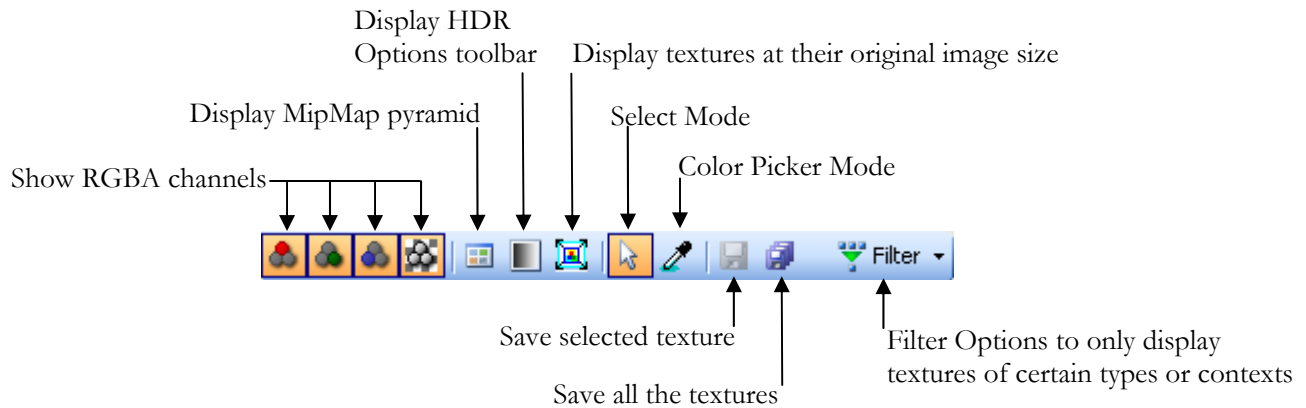 Display HDR
Options toolbar
Display textures at their original image size
Display MipMap pyramid
Select Mode
Show RGBA channels
Color Picker Mode
Filter
Save selected texture
Filter Options to only display
textures of certain types or contexts
Save all the textures